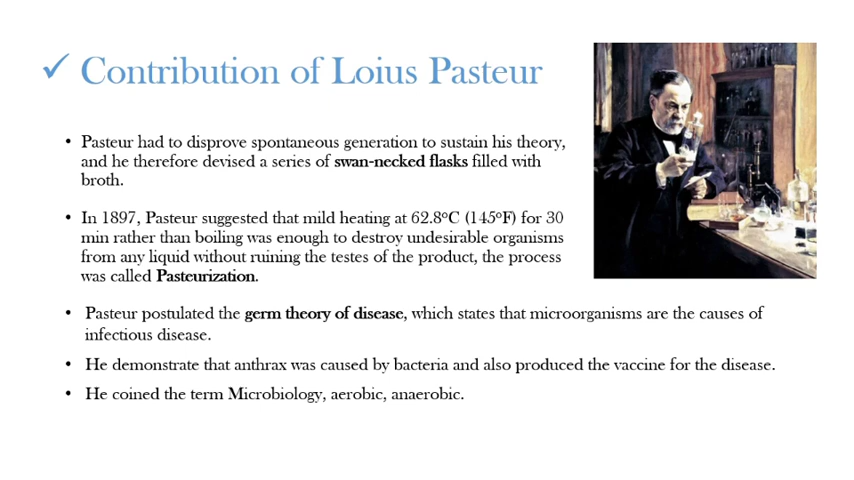 ✓ Contribution of Loius Pasteur
• Pasteur had to disprove spontaneous generation to sustain his theory,
and he therefore devised a series of swan-necked flasks filled with
broth.
• In 1897, Pasteur suggested that mild heating at 62.8°C (145°F) for 30
min rather than boiling was enough to destroy undesirable organisms
from any liquid without ruining the testes of the product, the process
was called Pasteurization.
• Pasteur postulated the germ theory of disease, which states that microorganisms are the causes of
infectious disease.
• He demonstrate that anthrax was caused by bacteria and also produced the vaccine for the disease.
• He coined the term Microbiology, aerobic, anaerobic.